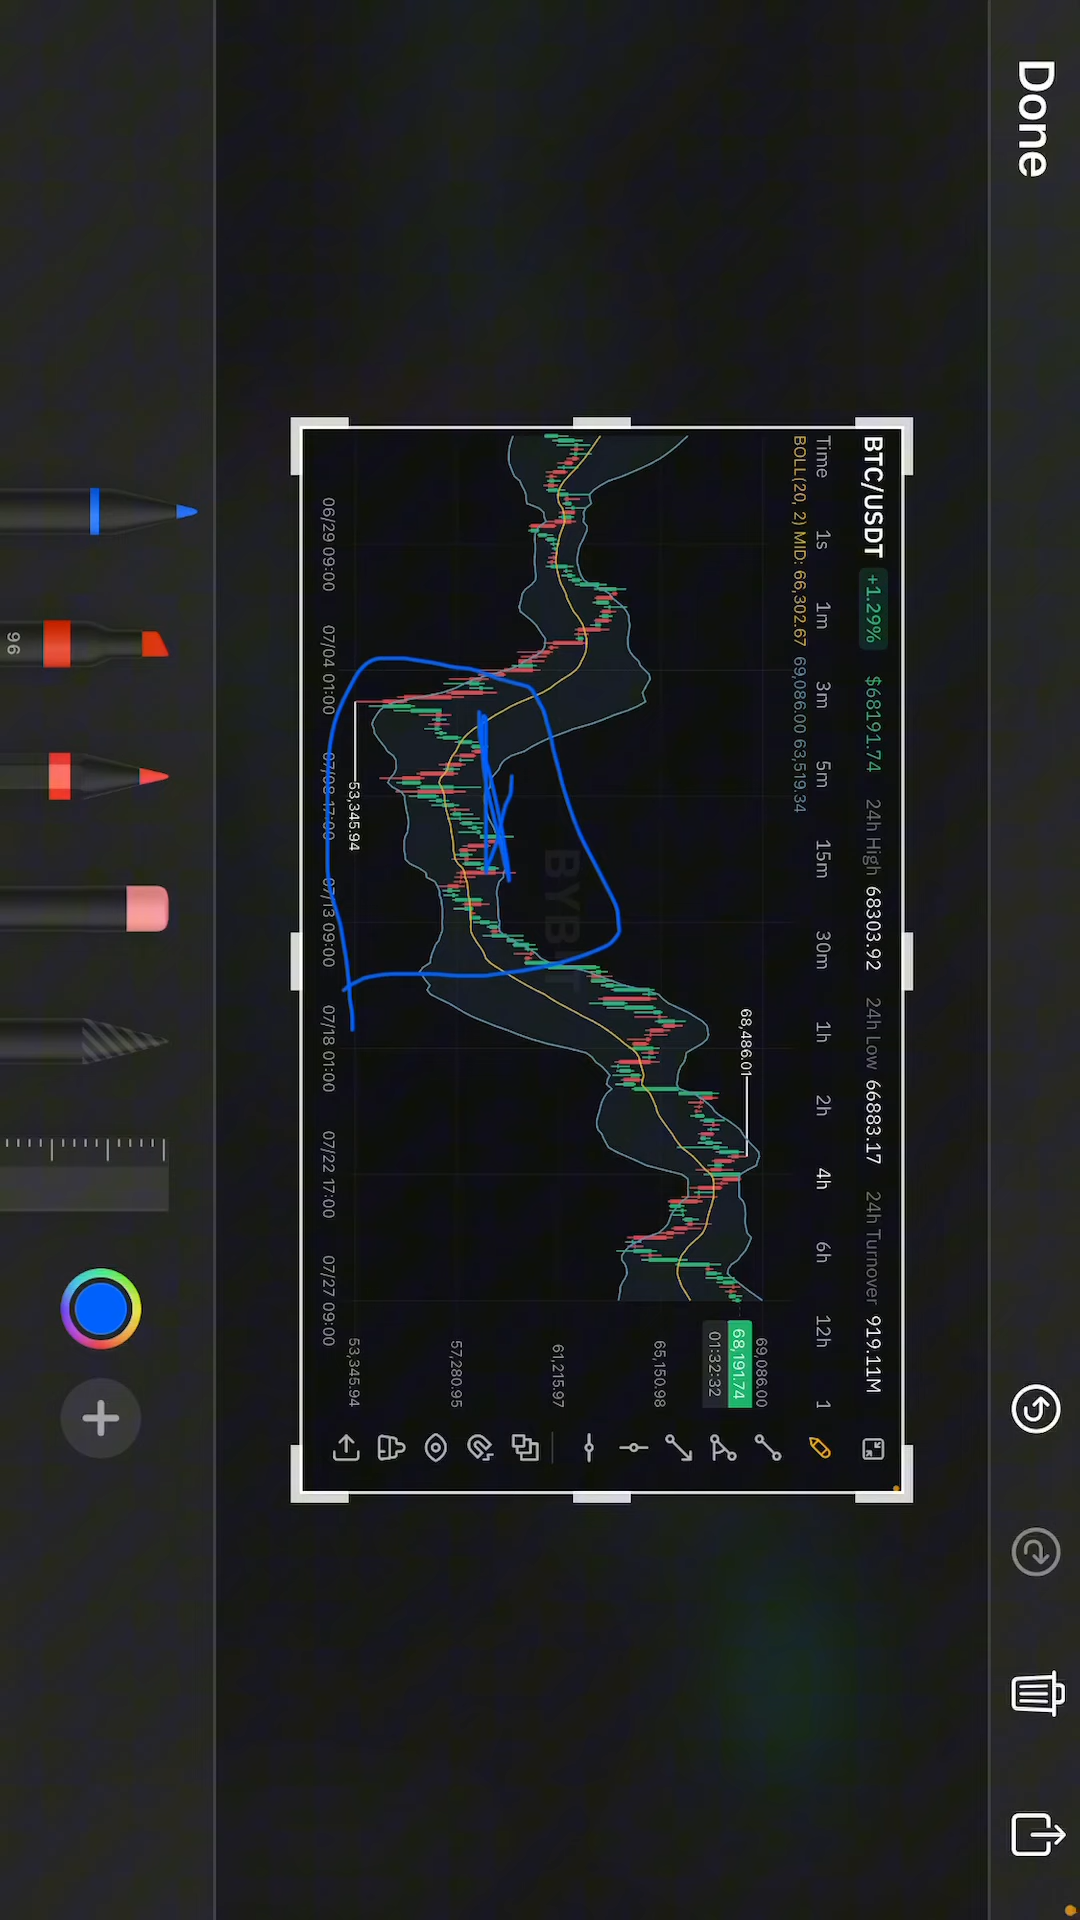 Done
BTC/USDT +1.29% $68191.74 24h High 68303.92 24h Low 66883.17 24h Turnover 919.11M
Time 1s 1m 3m 5m 15m 30m 1h 2h 4h 6h 12h 1
BOLL(20, 2) MID: 66,302.67 69,086.00 63,519.34
69,086.00
68,486.01
68,191.74
01:32:32
65,150.98
61,215.97
BYBIT
57,280.95
53,345.94
53,345.94
06/29 09:00 07/04 01:00 07/08 17:00 07/13 09:00 07/18 01:00 07/22 17:00 07/27 09:00
96